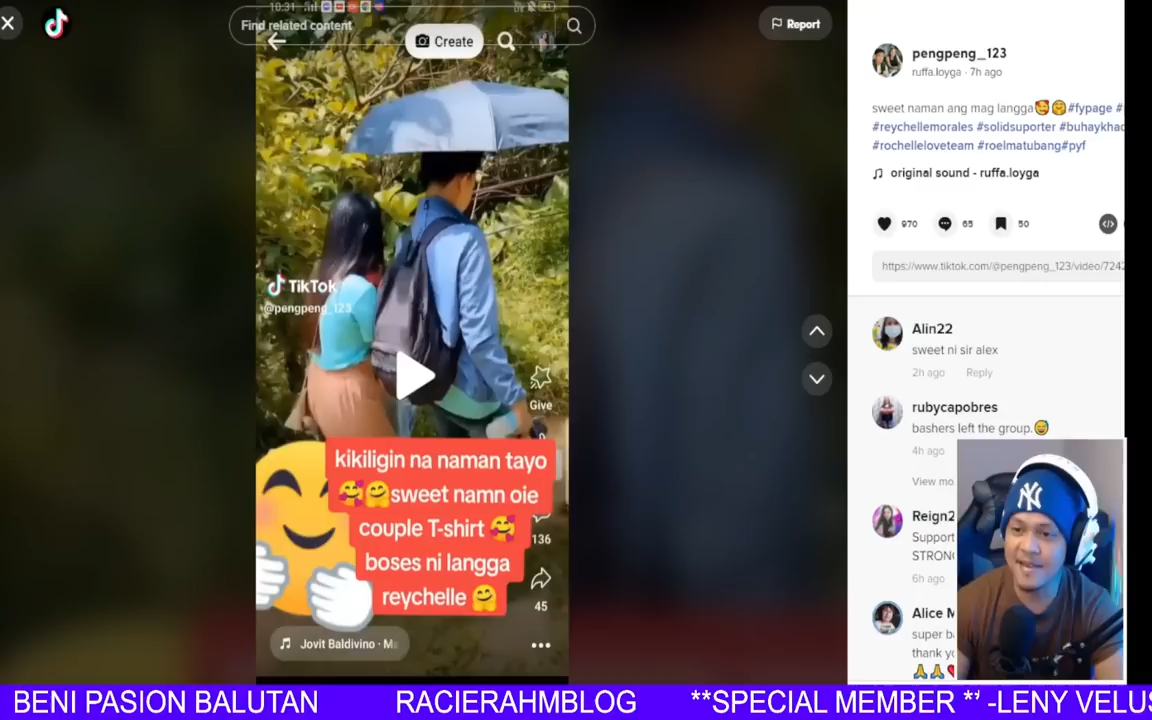 10:31
Find related content
Create
Report
TikTok
@pengpeng_123
Give
kikiligin na naman tayo
sweet namn oie
couple T-shirt
boses ni langga
reychelle
136
45
Jovit Baldivino · M
pengpeng_123
ruffa.loyga · 7h ago
sweet naman ang mag langga🥰🤗#fypage #
#reychellemorales #solidsuporter #buhaykha
#rochelleloveteam #roelmatubang#pyf
original sound - ruffa.loyga
970
65
50
https://www.tiktok.com/@pengpeng_123/video/724
Alin22
sweet ni sir alex
2h ago Reply
rubycapobres
bashers left the group.😅
4h ago
View mo
Reign2
Support
STRONG
6h ago
Alice M
super b
thank yo
NY
BENI PASION BALUTAN RACIERAHMBLOG **SPECIAL MEMBER ** -LENY VELUS